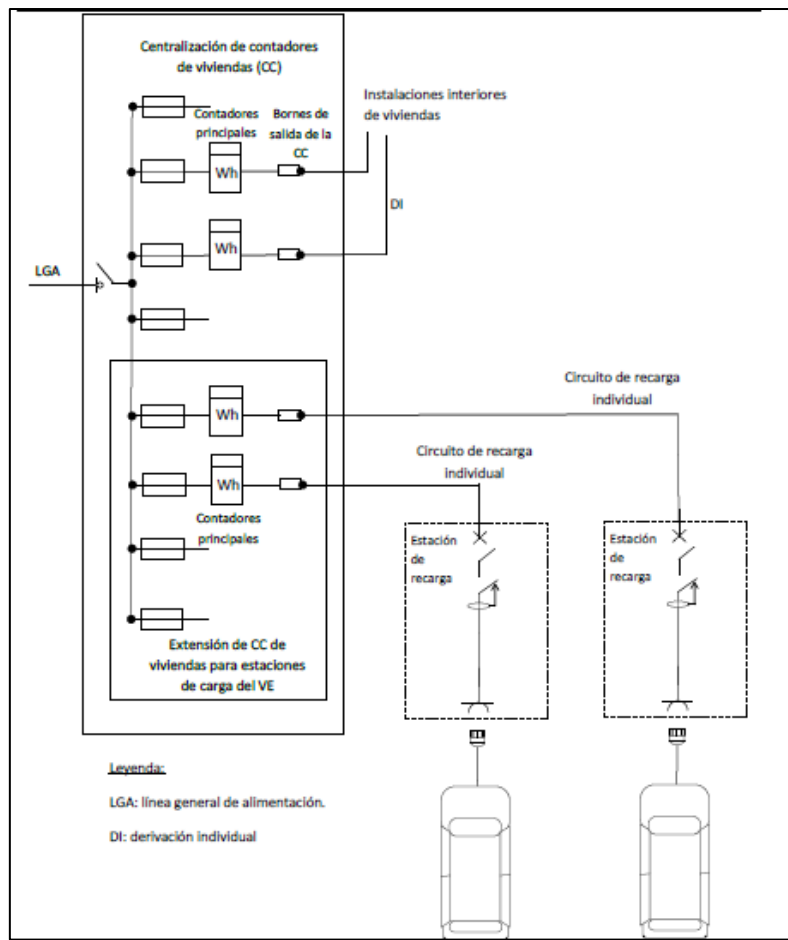 Centralización de contadores
de viviendas (CC)
Contadores
principales
Bornes de
salida de la
CC
Instalaciones interiores
de viviendas
Wh
DI
Wh
LGA
Circuito de recarga
individual
Wh
Circuito de recarga
individual
Wh
Contadores
principales
Estación
de
recarga
Estación
de
recarga
Extensión de CC de
viviendas para estaciones
de carga del VE
Leyenda:
LGA: línea general de alimentación.
DI: derivación individual